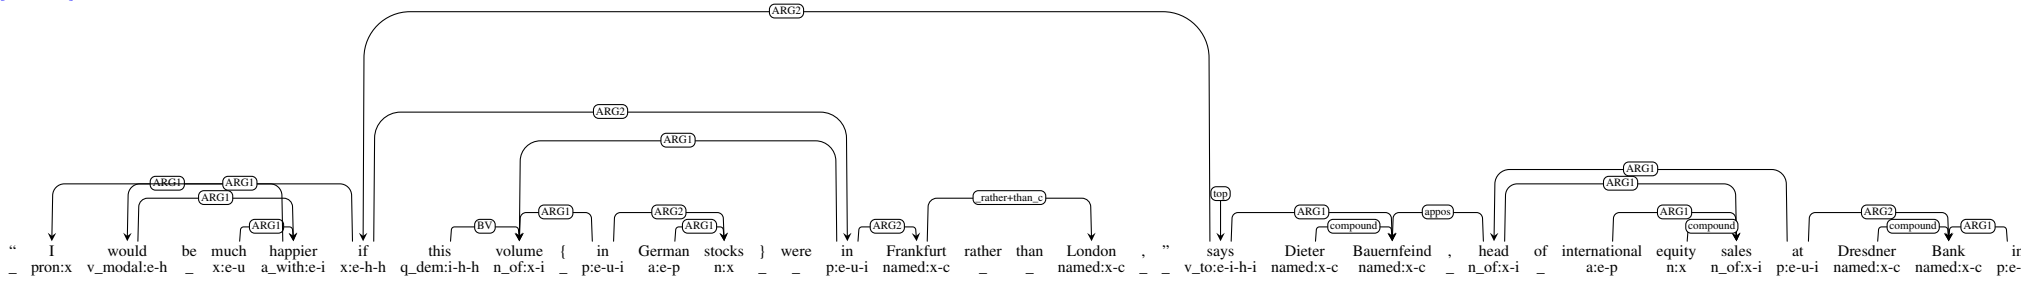 ARG2
ARG2
ARG1
ARG1 ARG1 ARG1
ARG1 _rather+than_c top ARG1
ARG1 ARG2 ARG1 appos ARG1 ARG2
ARG1 BV ARG1 ARG2 compound compound compound ARG1
“ I would be much happier if this volume { in German stocks } were in Frankfurt rather than London , ” says Dieter Bauernfeind , head of international equity sales at Dresdner Bank in
_ pron:x v_modal:e-h _ x:e-u a_with:e-i x:e-h-h q_dem:i-h-h n_of:x-i _ p:e-u-i a:e-p n:x _ _ p:e-u-i named:x-c _ _ named:x-c _ _ v_to:e-i-h-i named:x-c named:x-c _ n_of:x-i _ a:e-p n:x n_of:x-i p:e-u-i named:x-c named:x-c p:e-